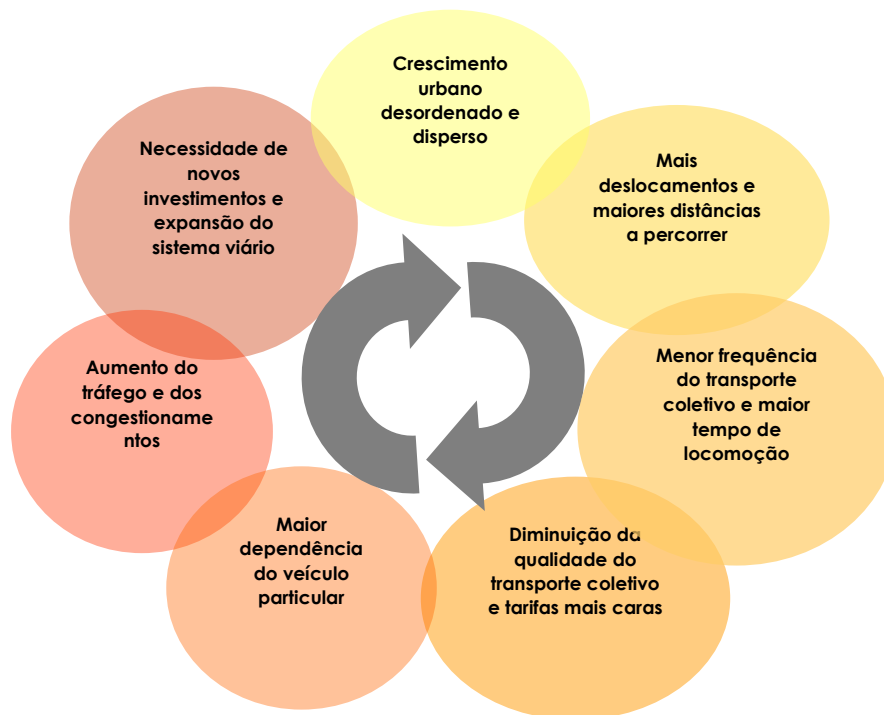 Crescimento
urbano
desordenado e
disperso
Mais
deslocamentos e
maiores distâncias
a percorrer
Menor frequência
do transporte
coletivo e maior
tempo de
locomoção
Diminuição da
qualidade do
transporte coletivo
e tarifas mais caras
Maior
dependência
do veículo
particular
Aumento do
tráfego e dos
congestioname
ntos
Necessidade de
novos
investimentos e
expansão do
sistema viário